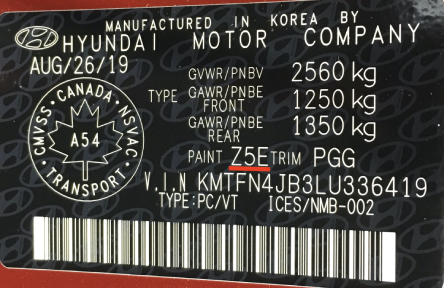 MANUFACTURED IN KOREA BY
HYUNDAI MOTOR COMPANY
AUG/26/19
GVWR/PNBV 2560 kg
TYPE GAWR/PNBE FRONT 1250 kg
GAWR/PNBE REAR 1350 kg
CANADA · NSVAC · TRANSPORT · CMVSS
A54
PAINT Z5E TRIM PGG
V.I.N KMTFN4JB3LU336419
TYPE:PC/VT ICES/NMB-002